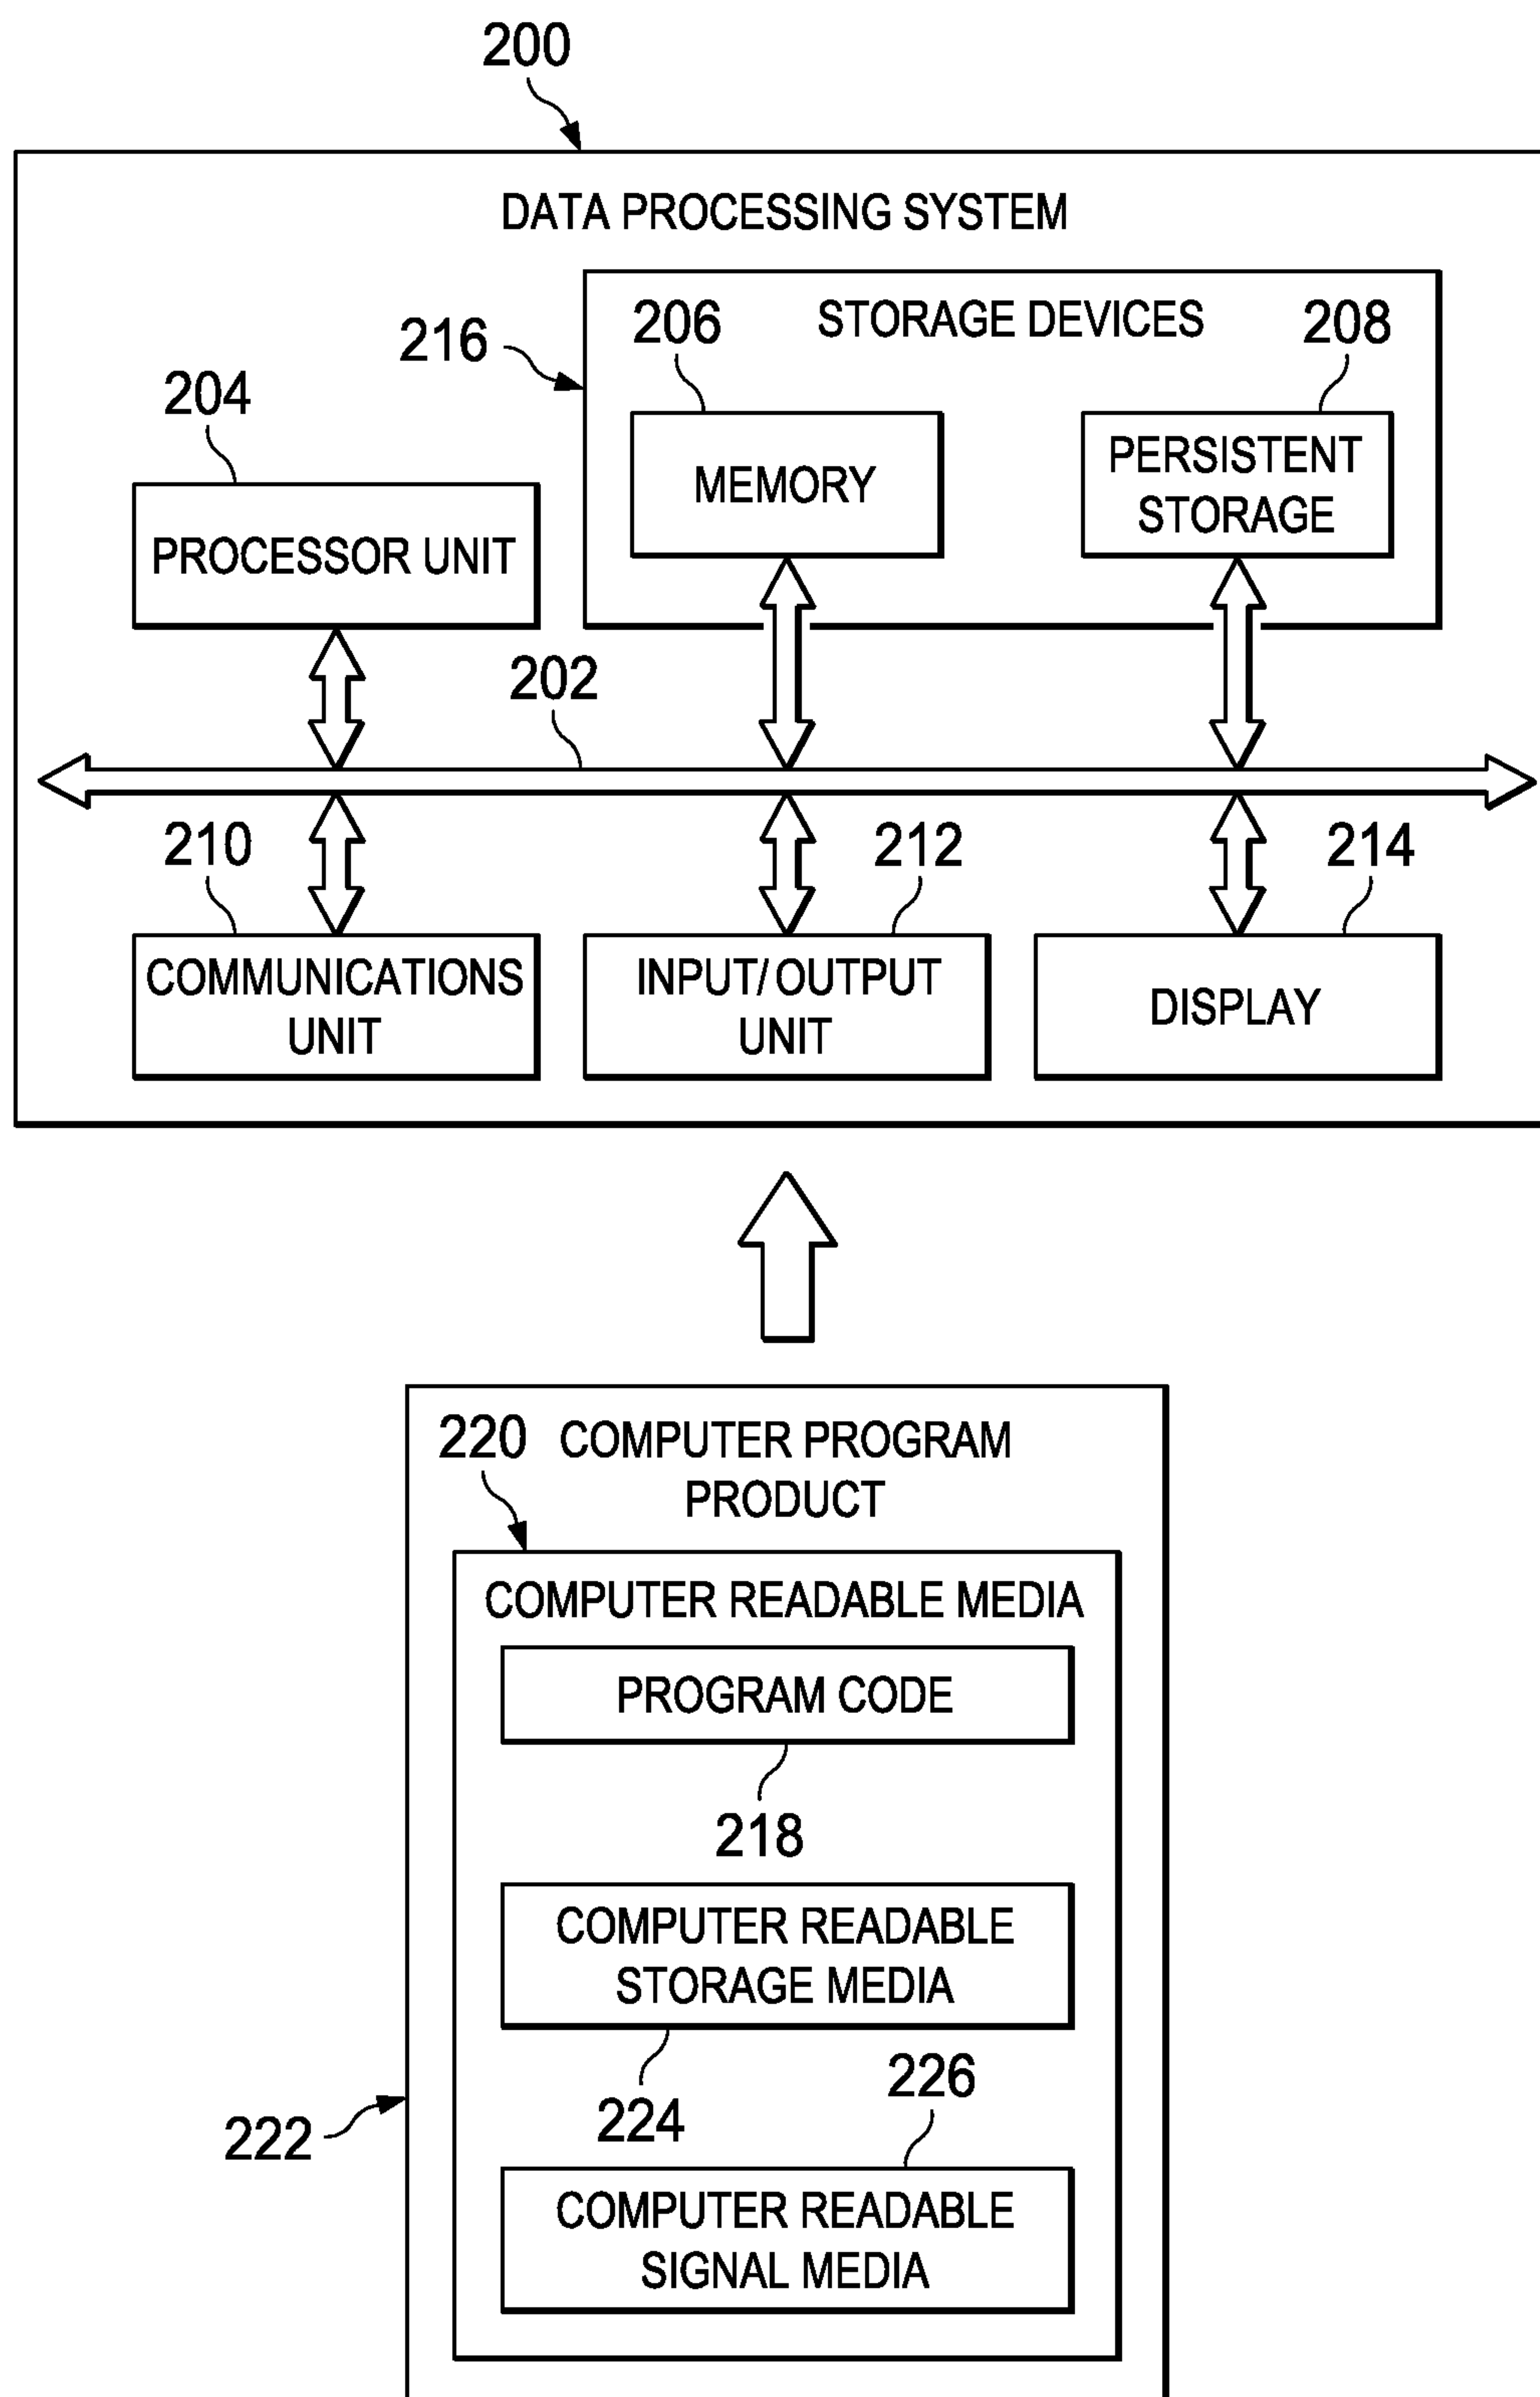 200
DATA PROCESSING SYSTEM
216
206
STORAGE DEVICES
208
204
MEMORY
PERSISTENT
STORAGE
PROCESSOR UNIT
202
210
212
214
COMMUNICATIONS
UNIT
INPUT/OUTPUT
UNIT
DISPLAY
220
COMPUTER PROGRAM
PRODUCT
COMPUTER READABLE MEDIA
PROGRAM CODE
218
COMPUTER READABLE
STORAGE MEDIA
224
226
222
COMPUTER READABLE
SIGNAL MEDIA